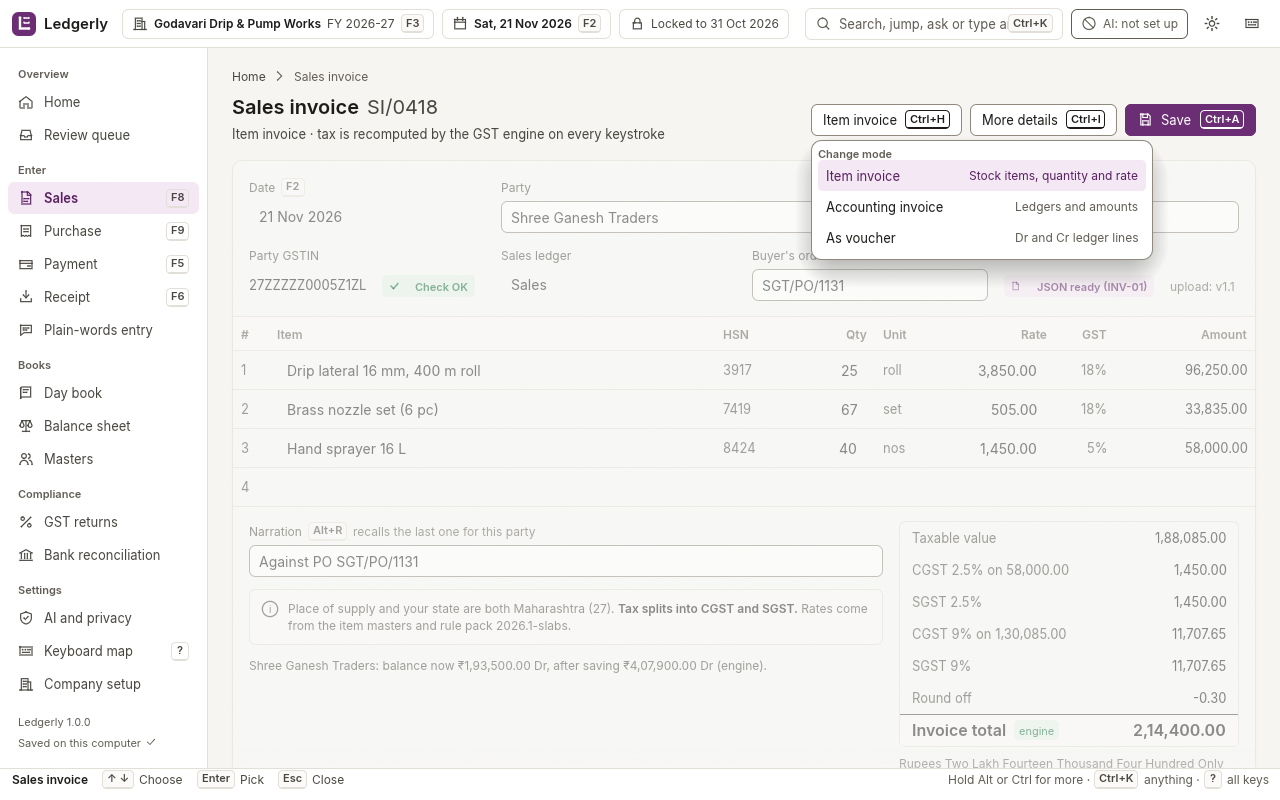 Ledgerly
Godavari Drip & Pump Works FY 2026-27 F3
Sat, 21 Nov 2026 F2
Locked to 31 Oct 2026
Search, jump, ask or type a Ctrl+K
AI: not set up
Overview
Home
Review queue
Enter
Sales F8
Purchase F9
Payment F5
Receipt F6
Plain-words entry
Books
Day book
Balance sheet
Masters
Compliance
GST returns
Bank reconciliation
Settings
AI and privacy
Keyboard map ?
Company setup
Ledgerly 1.0.0
Saved on this computer
Home > Sales invoice
Sales invoice SI/0418
Item invoice · tax is recomputed by the GST engine on every keystroke
Item invoice Ctrl+H
More details Ctrl+I
Save Ctrl+A
Change mode
Item invoice Stock items, quantity and rate
Accounting invoice Ledgers and amounts
As voucher Dr and Cr ledger lines
Date F2
21 Nov 2026
Party
Shree Ganesh Traders
Party GSTIN
27ZZZZZ0005Z1ZL Check OK
Sales ledger
Sales
Buyer's
SGT/PO/1131
JSON ready (INV-01) upload: v1.1
# Item HSN Qty Unit Rate GST Amount
1 Drip lateral 16 mm, 400 m roll 3917 25 roll 3,850.00 18% 96,250.00
2 Brass nozzle set (6 pc) 7419 67 set 505.00 18% 33,835.00
3 Hand sprayer 16 L 8424 40 nos 1,450.00 5% 58,000.00
4
Narration Alt+R recalls the last one for this party
Against PO SGT/PO/1131
Place of supply and your state are both Maharashtra (27). Tax splits into CGST and SGST. Rates come
from the item masters and rule pack 2026.1-slabs.
Shree Ganesh Traders: balance now ₹1,93,500.00 Dr, after saving ₹4,07,900.00 Dr (engine).
Taxable value 1,88,085.00
CGST 2.5% on 58,000.00 1,450.00
SGST 2.5% 1,450.00
CGST 9% on 1,30,085.00 11,707.65
SGST 9% 11,707.65
Round off -0.30
Invoice total engine 2,14,400.00
Rupees Two Lakh Fourteen Thousand Four Hundred Only
Sales invoice ↑ ↓ Choose Enter Pick Esc Close
Hold Alt or Ctrl for more · Ctrl+K anything · ? all keys